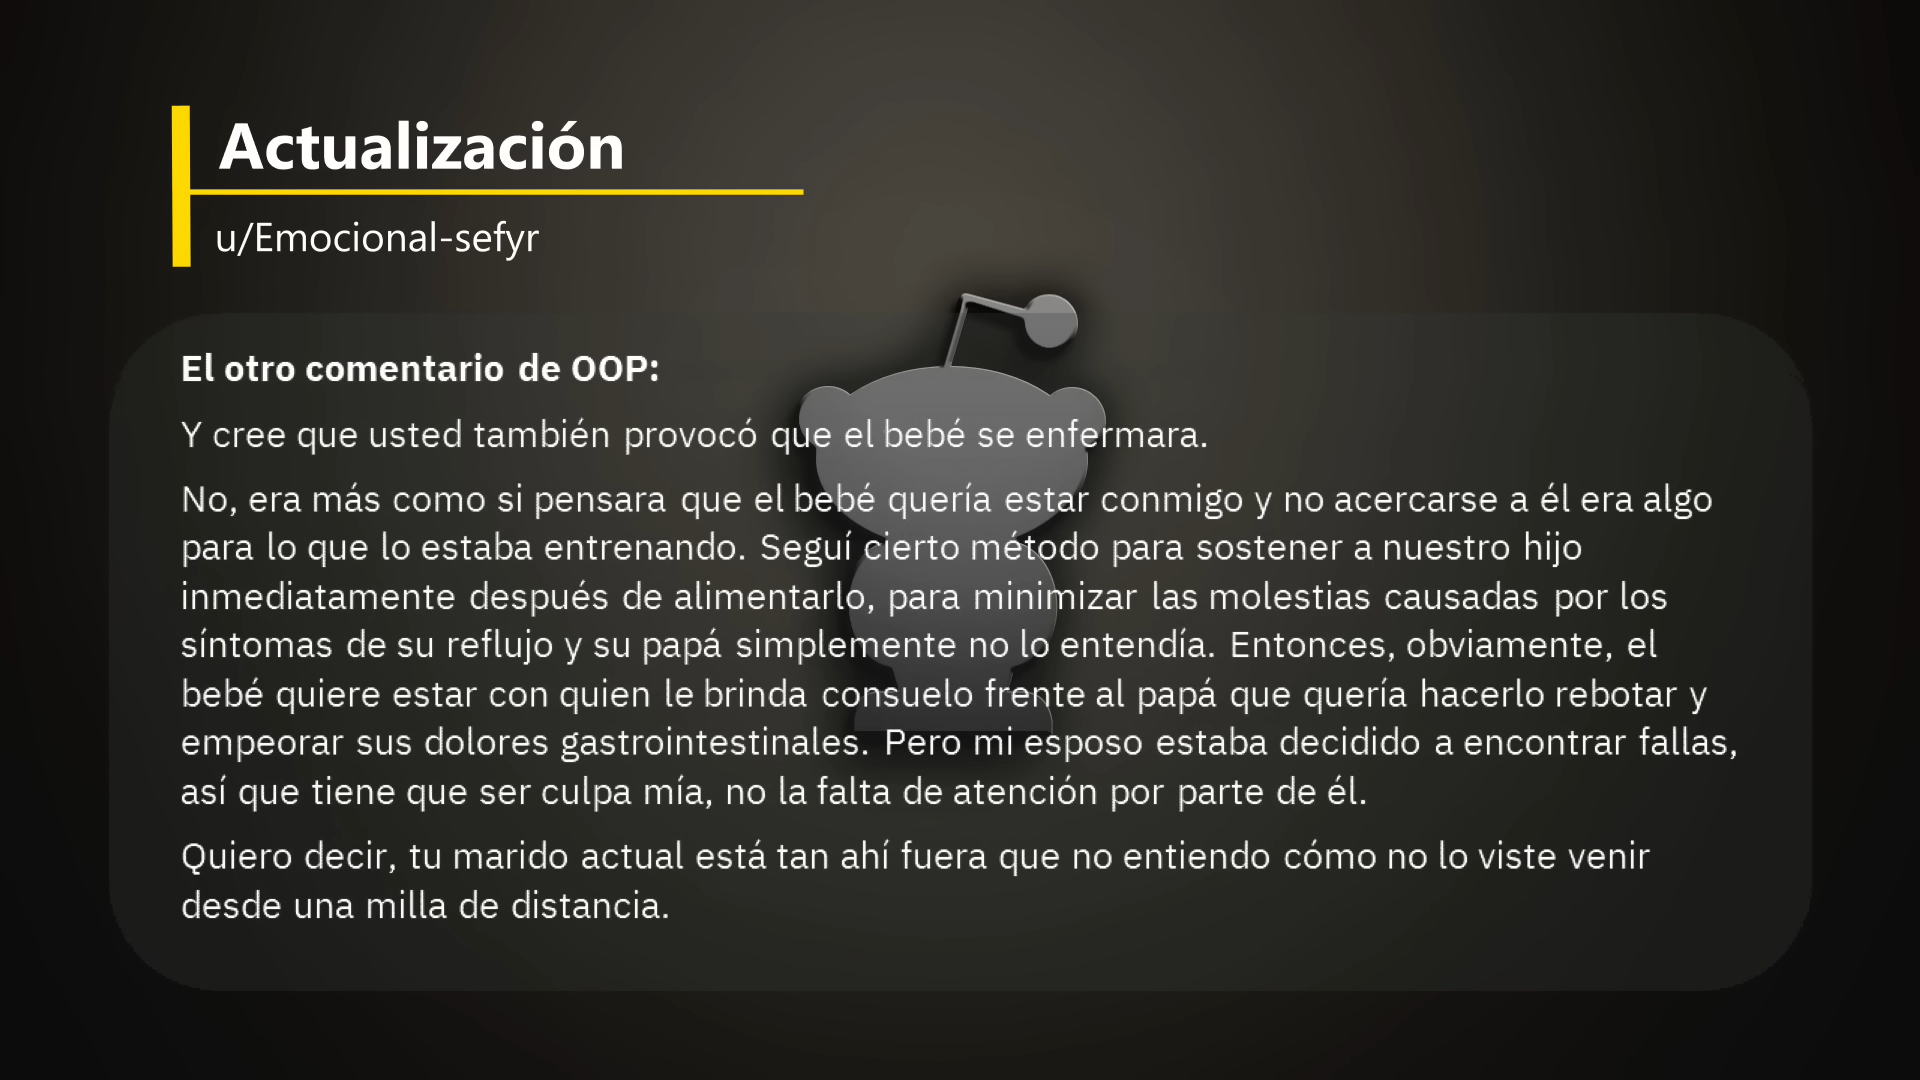 Actualización
u/Emocional-sefyr
El otro comentario de OOP:
Y cree que usted también provocó que el bebé se enfermara.
No, era más como si pensara que el bebé quería estar conmigo y no acercarse a él era algo
para lo que lo estaba entrenando. Seguí cierto método para sostener a nuestro hijo
inmediatamente después de alimentarlo, para minimizar las molestias causadas por los
síntomas de su reflujo y su papá simplemente no lo entendía. Entonces, obviamente, el
bebé quiere estar con quien le brinda consuelo frente al papá que quería hacerlo rebotar y
empeorar sus dolores gastrointestinales. Pero mi esposo estaba decidido a encontrar fallas,
así que tiene que ser culpa mía, no la falta de atención por parte de él.
Quiero decir, tu marido actual está tan ahí fuera que no entiendo cómo no lo viste venir
desde una milla de distancia.